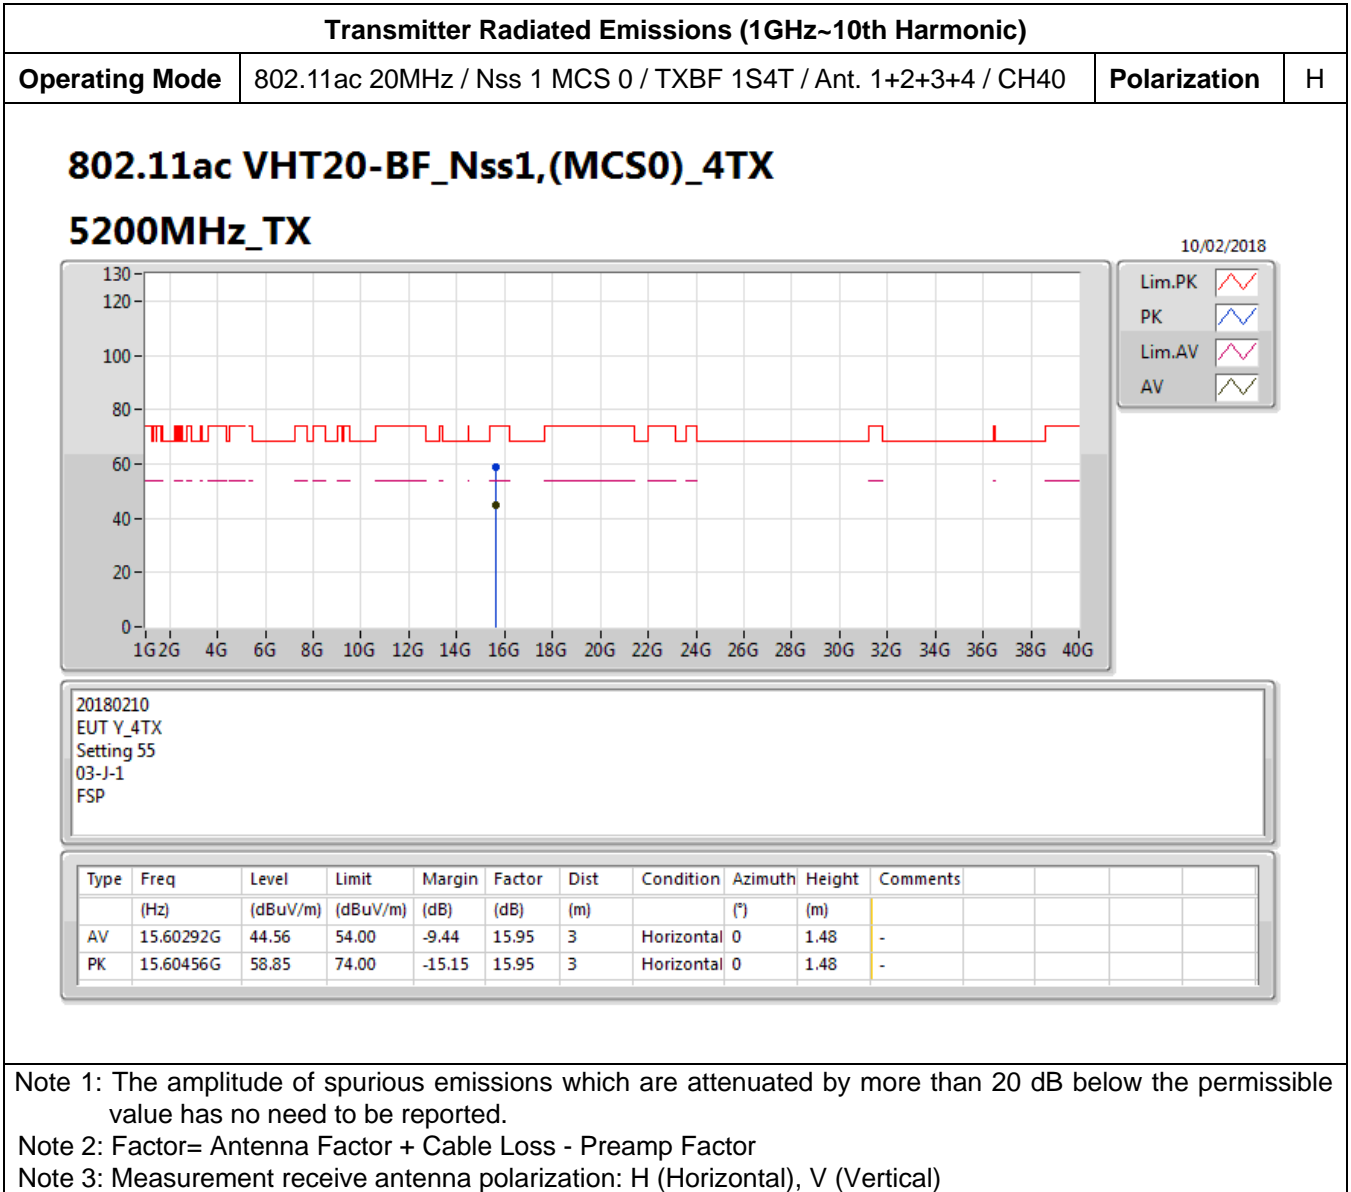 Transmitter Radiated Emissions (1GHz~10th Harmonic)
Operating Mode 802.11ac 20MHz / Nss 1 MCS 0 / TXBF 1S4T / Ant. 1+2+3+4 / CH40 Polarization H
802.11ac VHT20-BF_Nss1,(MCS0)_4TX
5200MHz_TX
10/02/2018
130
120
100
80
60
40
20
0
1G 2G 4G 6G 8G 10G 12G 14G 16G 18G 20G 22G 24G 26G 28G 30G 32G 34G 36G 38G 40G
Lim.PK
PK
Lim.AV
AV
20180210
EUT Y_4TX
Setting 55
03-J-1
FSP
Type Freq Level Limit Margin Factor Dist Condition Azimuth Height Comments
(Hz) (dBuV/m) (dBuV/m) (dB) (dB) (m) (°) (m)
AV 15.60292G 44.56 54.00 -9.44 15.95 3 Horizontal 0 1.48 -
PK 15.60456G 58.85 74.00 -15.15 15.95 3 Horizontal 0 1.48 -
Note 1: The amplitude of spurious emissions which are attenuated by more than 20 dB below the permissible
value has no need to be reported.
Note 2: Factor= Antenna Factor + Cable Loss - Preamp Factor
Note 3: Measurement receive antenna polarization: H (Horizontal), V (Vertical)